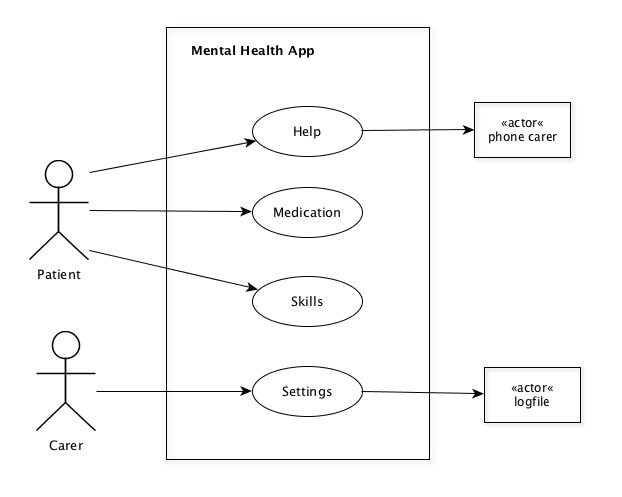 Mental Health App
Help
«actor«
phone carer
Medication
Patient
Skills
Settings
«actor«
logfile
Carer